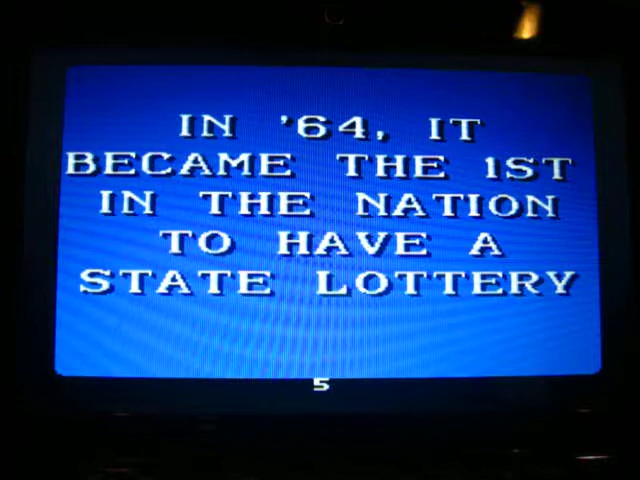 IN '64, IT
BECAME THE 1ST
IN THE NATION
TO HAVE A
STATE LOTTERY
5